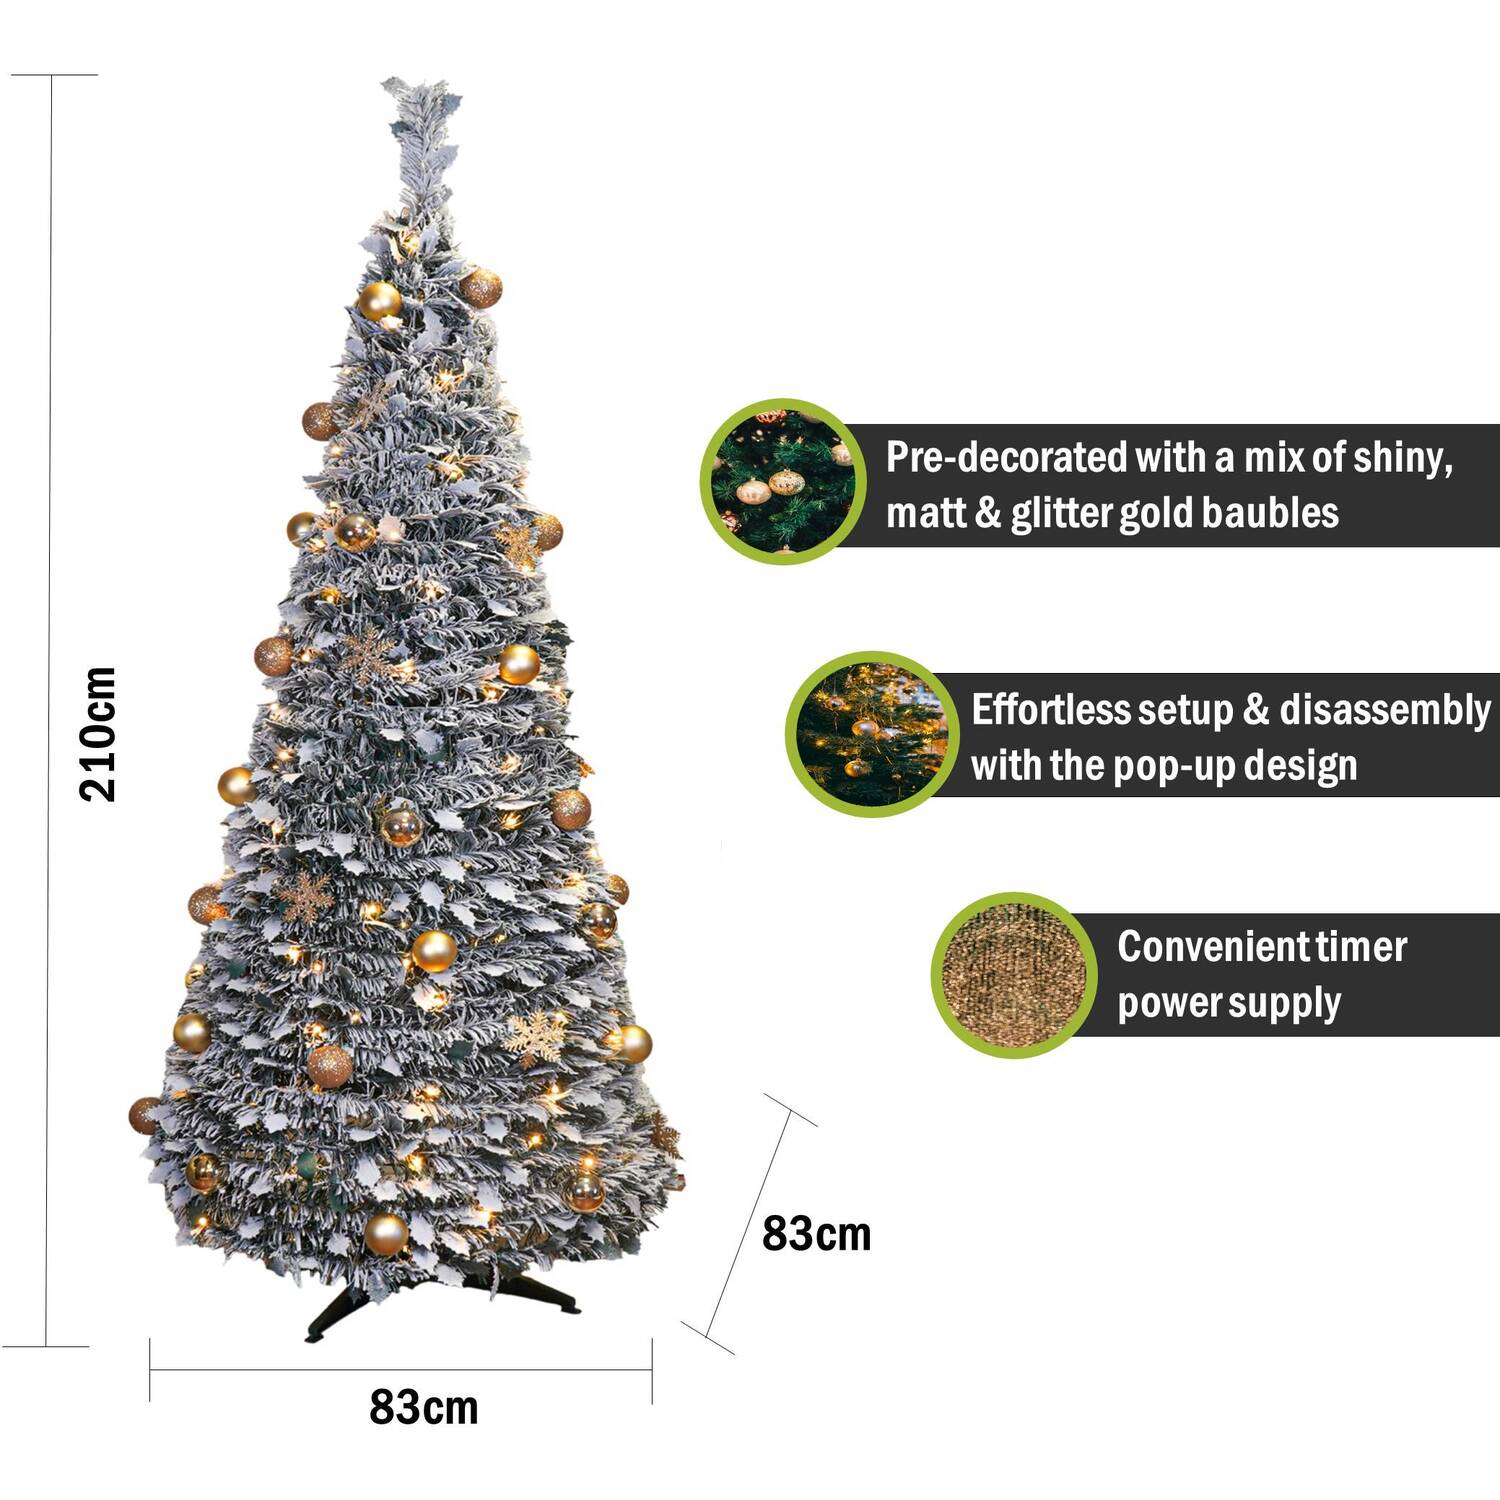 210cm
Pre-decorated with a mix of shiny,
matt & glitter gold baubles
Effortless setup & disassembly
with the pop-up design
Convenient timer
power supply
83cm
83cm